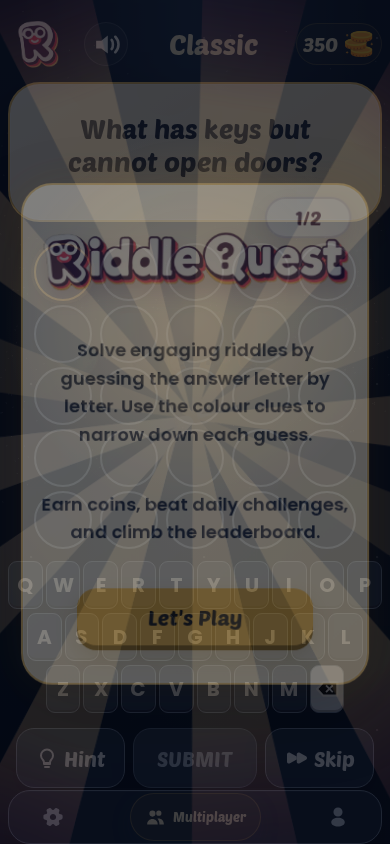 Classic
350
What has keys but
cannot open doors?
1/2
Riddle Quest
Solve engaging riddles by
guessing the answer letter by
letter. Use the colour clues to
narrow down each guess.
Earn coins, beat daily challenges,
and climb the leaderboard.
Q W E R T Y U I O P
Let's Play
A S D F G H J K L
Z X C V B N M
Hint SUBMIT Skip
Multiplayer